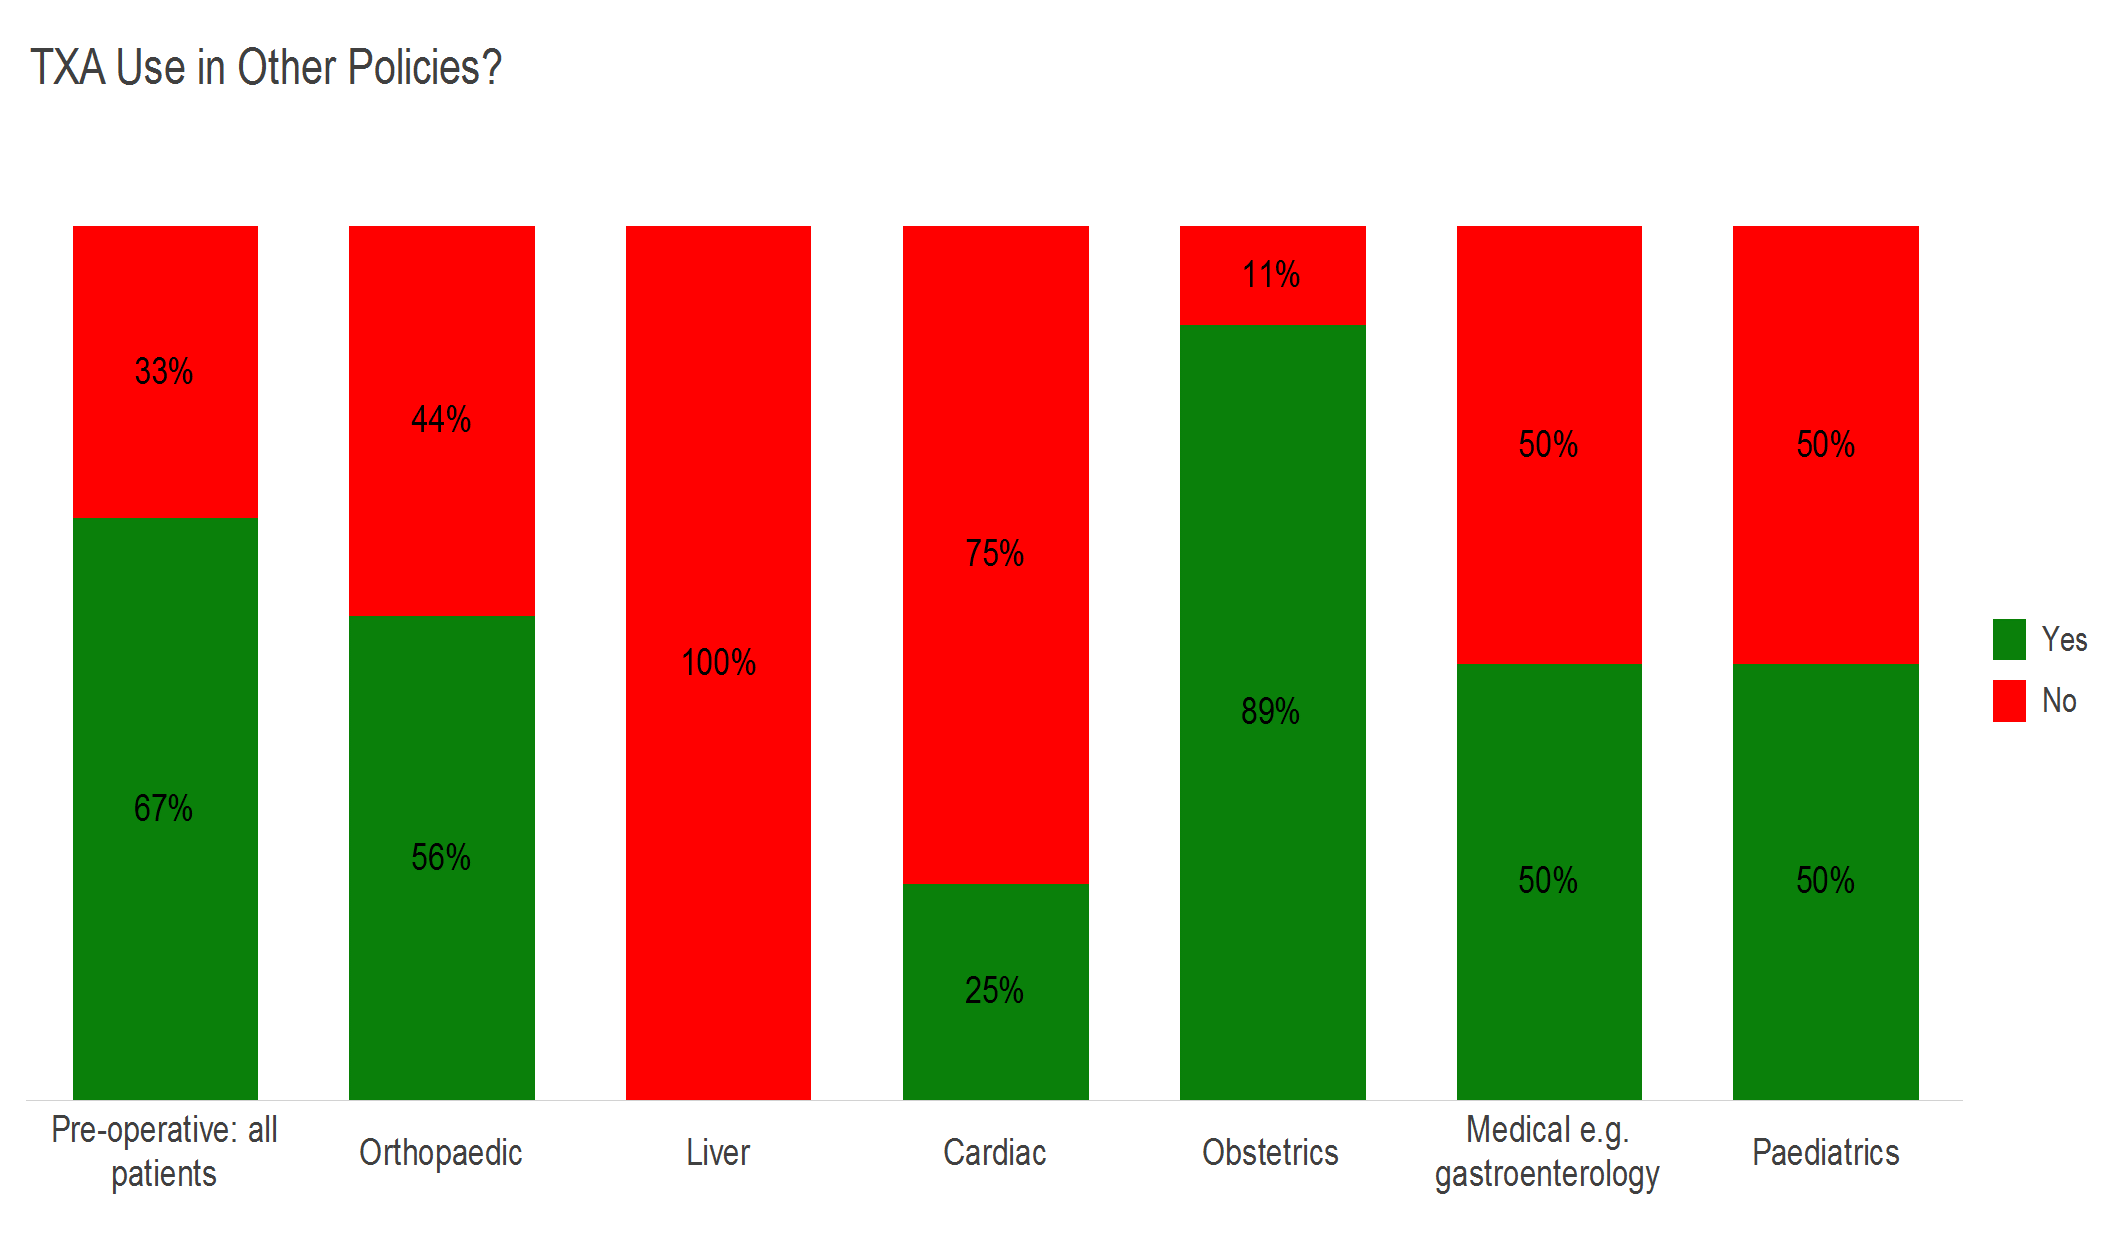 TXA Use in Other Policies?
33%
44%
100%
75%
11%
50%
50%
67%
56%
25%
89%
50%
50%
Yes
No
Pre-operative: all
patients
Orthopaedic
Liver
Cardiac
Obstetrics
Medical e.g.
gastroenterology
Paediatrics